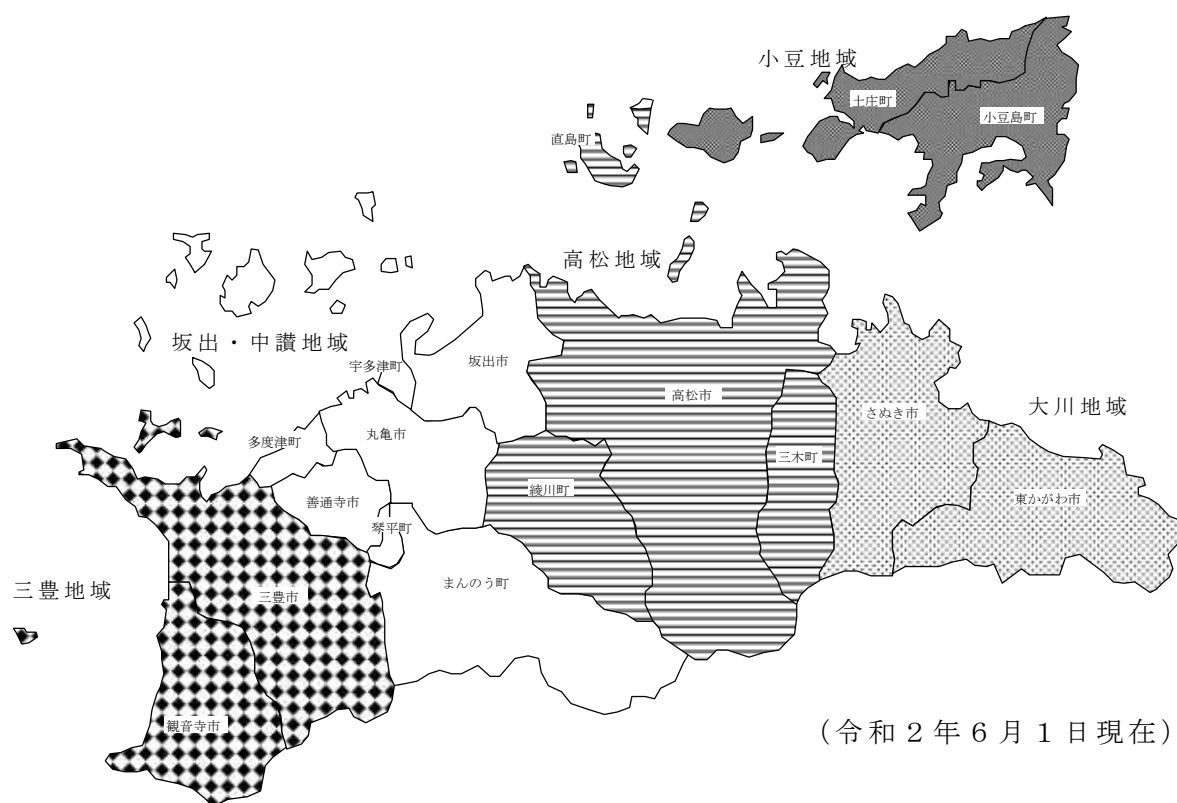 小豆地域
土庄町
小豆島町
直島町
高松地域
坂出・中讃地域
宇多津町
坂出市
高松市
さぬき市
大川地域
多度津町
丸亀市
三木町
綾川町
善通寺市
東かがわ市
琴平町
まんのう町
三豊地域
三豊市
観音寺市
(令和2年6月1日現在)